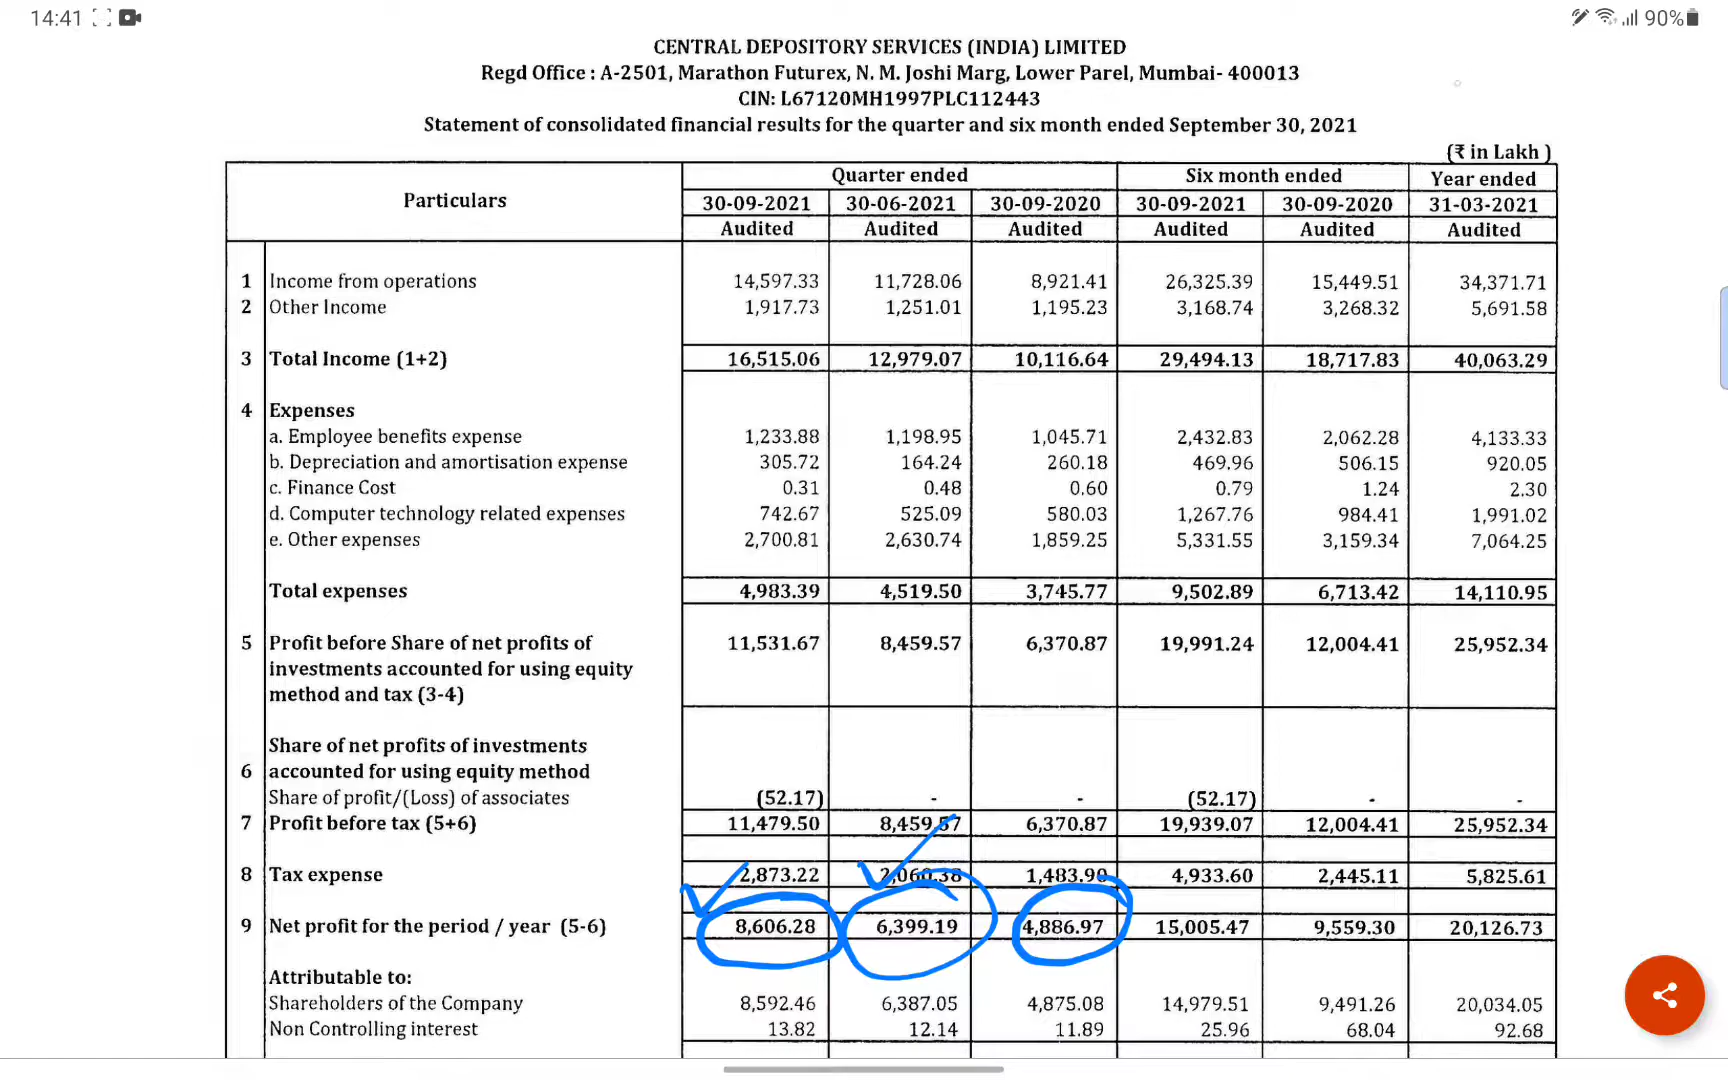 14:41
90%
CENTRAL DEPOSITORY SERVICES (INDIA) LIMITED
Regd Office : A-2501, Marathon Futurex, N. M. Joshi Marg, Lower Parel, Mumbai- 400013
CIN: L67120MH1997PLC112443
Statement of consolidated financial results for the quarter and six month ended September 30, 2021
(₹ in Lakh )
Particulars Quarter ended Six month ended Year ended
30-09-2021 30-06-2021 30-09-2020 30-09-2021 30-09-2020 31-03-2021
Audited Audited Audited Audited Audited Audited
1 Income from operations 14,597.33 11,728.06 8,921.41 26,325.39 15,449.51 34,371.71
2 Other Income 1,917.73 1,251.01 1,195.23 3,168.74 3,268.32 5,691.58
3 Total Income (1+2) 16,515.06 12,979.07 10,116.64 29,494.13 18,717.83 40,063.29
4 Expenses
a. Employee benefits expense 1,233.88 1,198.95 1,045.71 2,432.83 2,062.28 4,133.33
b. Depreciation and amortisation expense 305.72 164.24 260.18 469.96 506.15 920.05
c. Finance Cost 0.31 0.48 0.60 0.79 1.24 2.30
d. Computer technology related expenses 742.67 525.09 580.03 1,267.76 984.41 1,991.02
e. Other expenses 2,700.81 2,630.74 1,859.25 5,331.55 3,159.34 7,064.25
Total expenses 4,983.39 4,519.50 3,745.77 9,502.89 6,713.42 14,110.95
5 Profit before Share of net profits of 11,531.67 8,459.57 6,370.87 19,991.24 12,004.41 25,952.34
investments accounted for using equity
method and tax (3-4)
Share of net profits of investments
6 accounted for using equity method
Share of profit/(Loss) of associates (52.17) - - (52.17) - -
7 Profit before tax (5+6) 11,479.50 8,459.57 6,370.87 19,939.07 12,004.41 25,952.34
8 Tax expense 2,873.22 2,060.38 1,483.90 4,933.60 2,445.11 5,825.61
9 Net profit for the period / year (5-6) 8,606.28 6,399.19 4,886.97 15,005.47 9,559.30 20,126.73
Attributable to:
Shareholders of the Company 8,592.46 6,387.05 4,875.08 14,979.51 9,491.26 20,034.05
Non Controlling interest 13.82 12.14 11.89 25.96 68.04 92.68